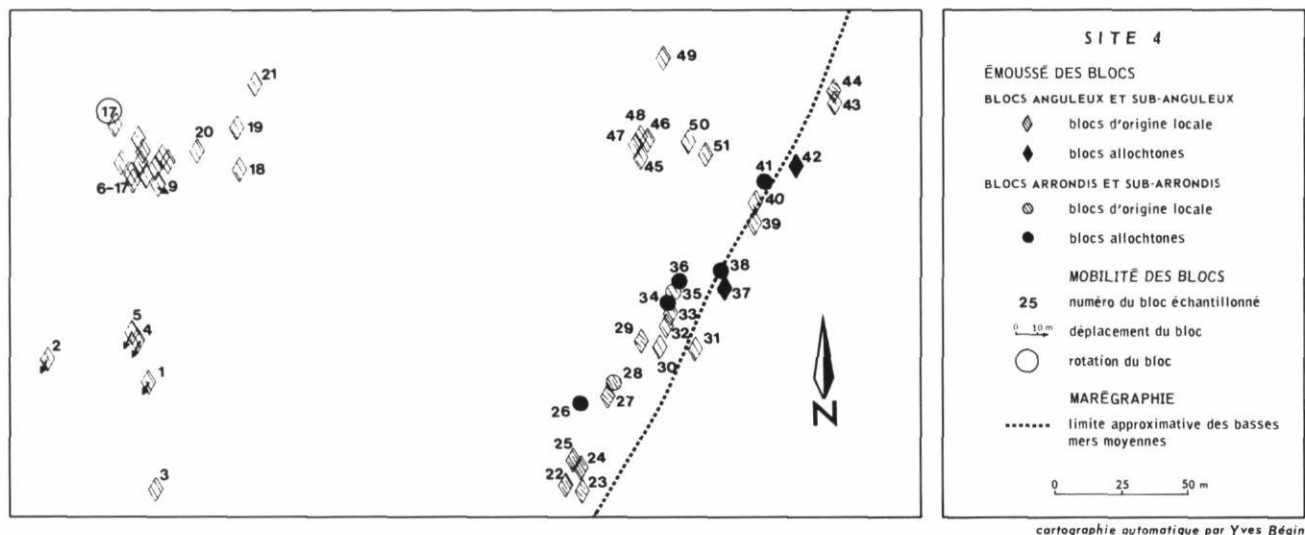 21
49
17
44
43
20
19
48
46
50
47
51
18
45
41
42
6-17
9
40
39
36
38
34
35
37
5
4
33
29
32
31
2
30
1
28
26
27
25
24
3
22
23
N
SITE 4
ÉMOUSSÉ DES BLOCS
BLOCS ANGULEUX ET SUB-ANGULEUX
blocs d'origine locale
blocs allochtones
BLOCS ARRONDIS ET SUB-ARRONDIS
blocs d'origine locale
blocs allochtones
MOBILITÉ DES BLOCS
25 numéro du bloc échantillonné
0 10 m déplacement du bloc
rotation du bloc
MARÉGRAPHIE
limite approximative des basses
mers moyennes
0 25 50 m
cartographie automatique par Yves Bégin